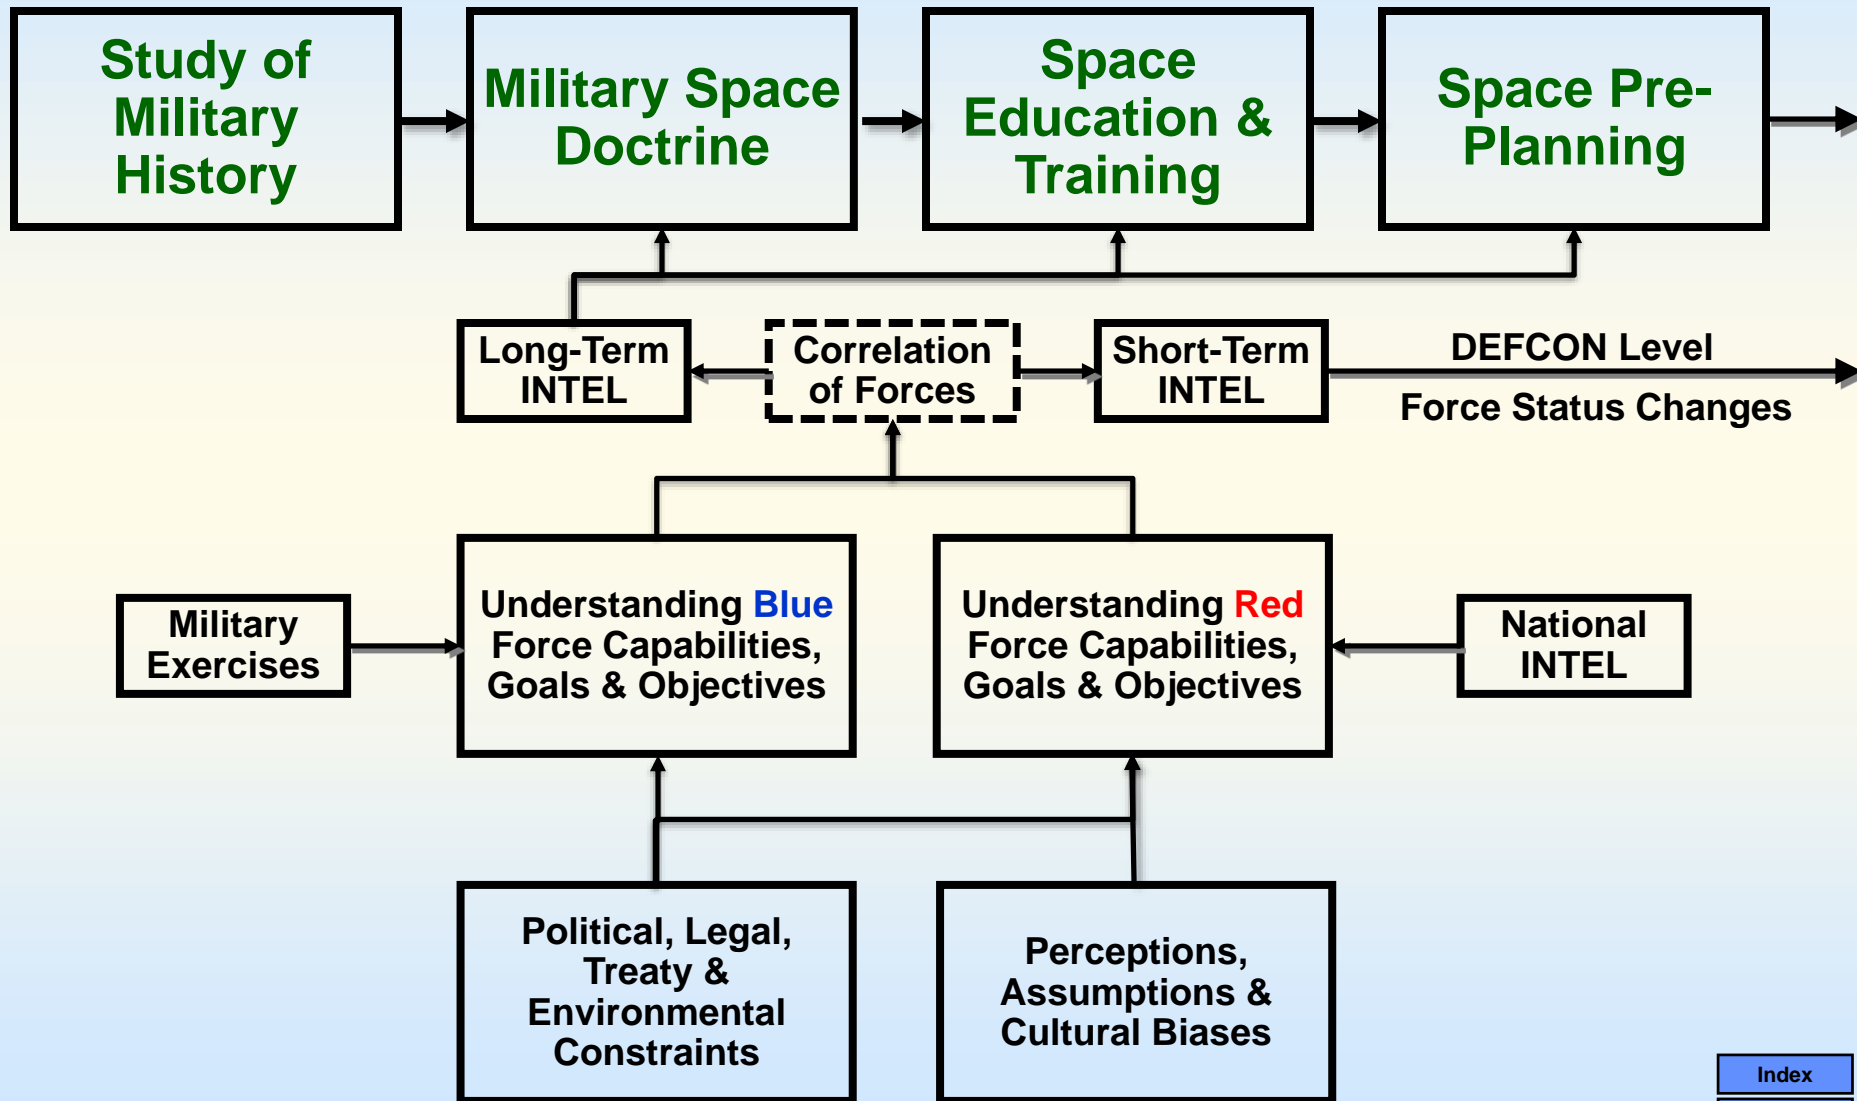 Study of
Military
History
Military Space
Doctrine
Space
Education &
Training
Space Pre-
Planning
Long-Term
INTEL
Correlation
of Forces
Short-Term
INTEL
DEFCON Level
Force Status Changes
Military
Exercises
Understanding Blue
Force Capabilities,
Goals & Objectives
Understanding Red
Force Capabilities,
Goals & Objectives
National
INTEL
Political, Legal,
Treaty &
Environmental
Constraints
Perceptions,
Assumptions &
Cultural Biases
Index